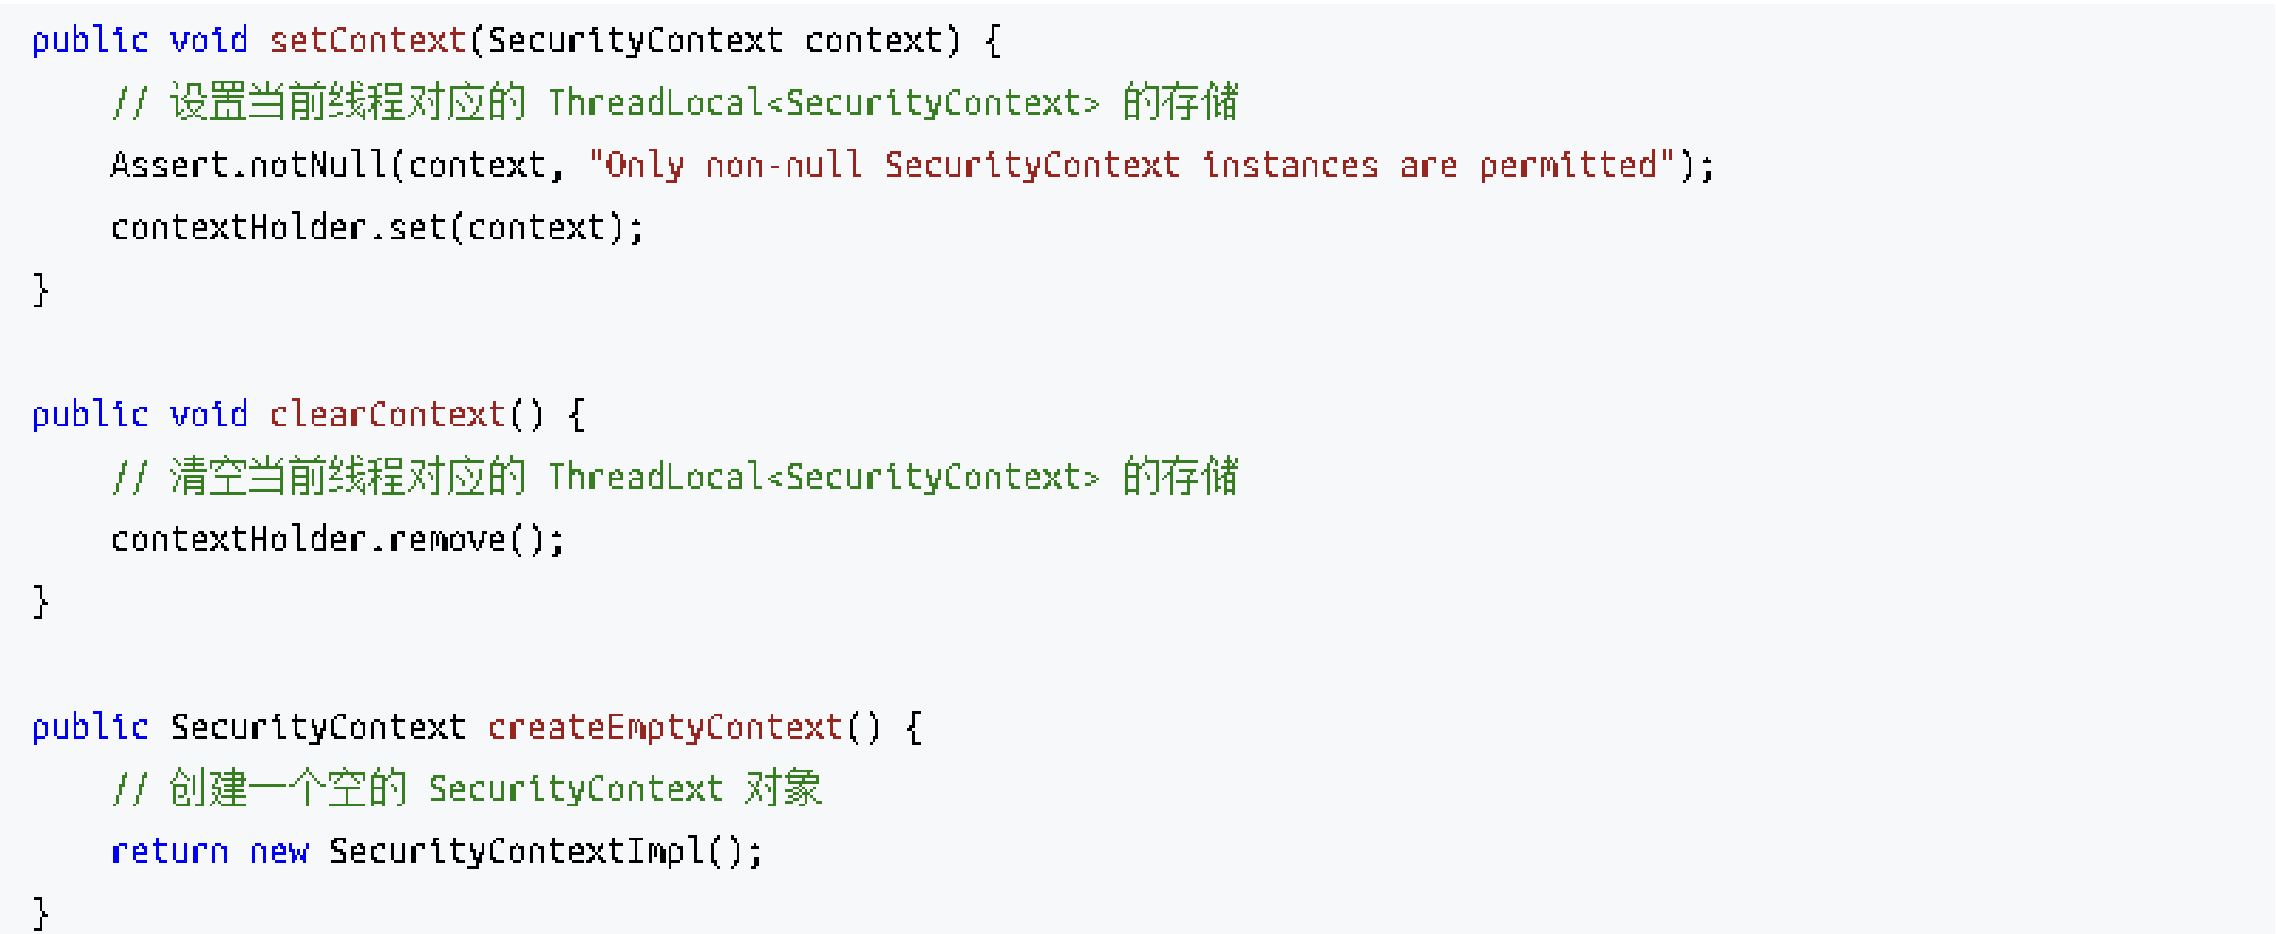 public void setContext(SecurityContext context) {
    // 设置当前线程对应的 ThreadLocal<SecurityContext> 的存储
    Assert.notNull(context, "Only non-null SecurityContext instances are permitted");
    contextHolder.set(context);
}

public void clearContext() {
    // 清空当前线程对应的 ThreadLocal<SecurityContext> 的存储
    contextHolder.remove();
}

public SecurityContext createEmptyContext() {
    // 创建一个空的 SecurityContext 对象
    return new SecurityContextImpl();
}